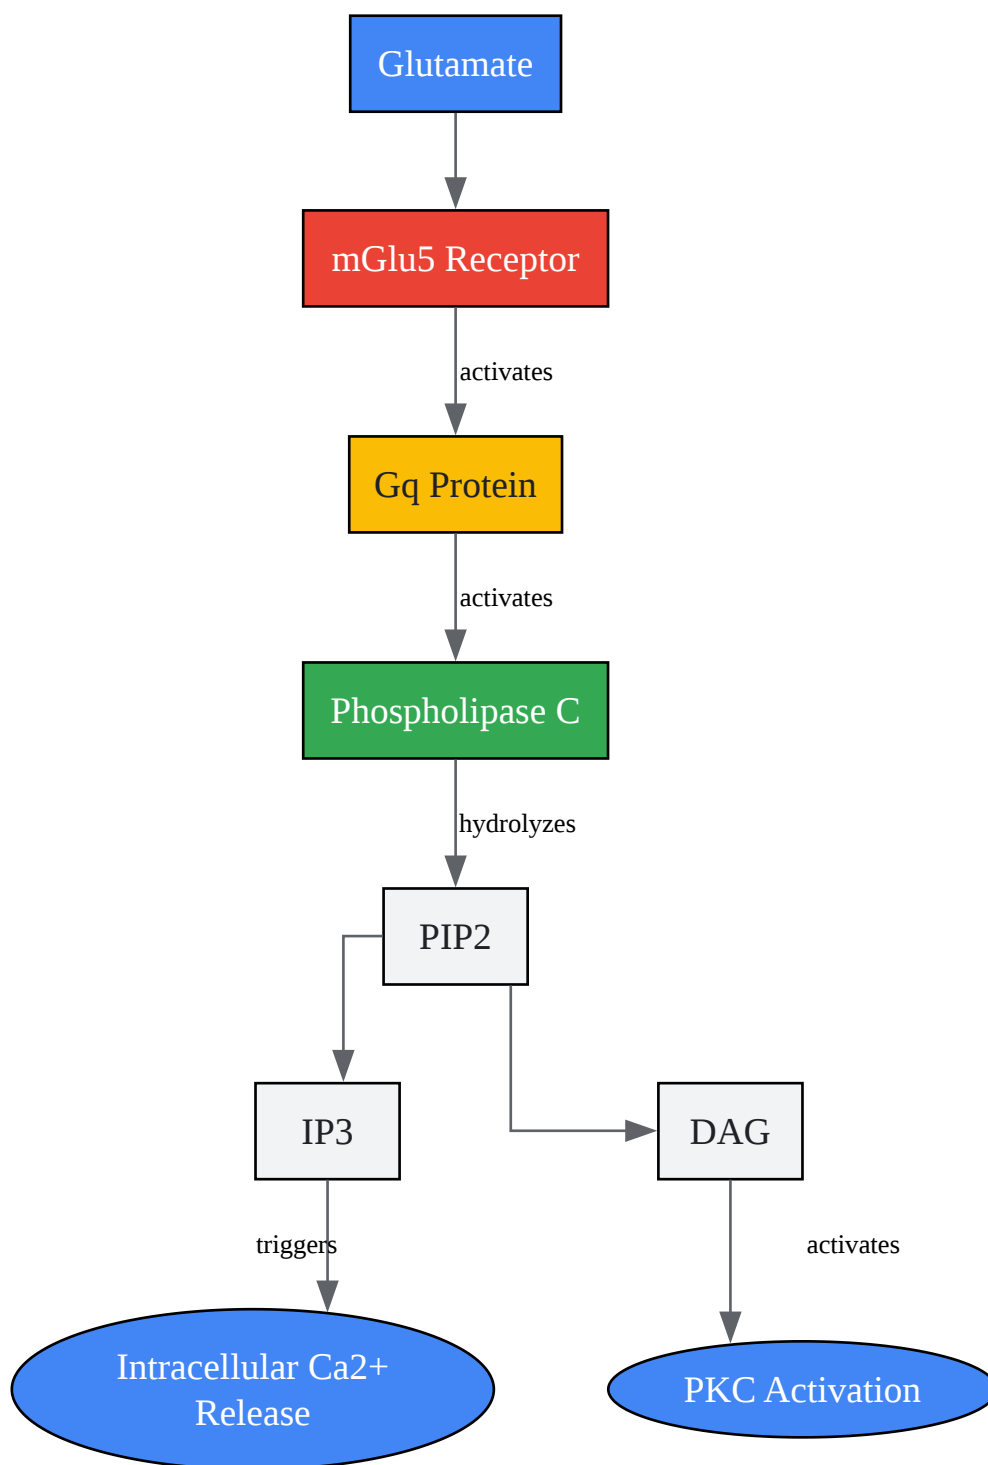 Glutamate
mGlu5 Receptor
activates
Gq Protein
activates
Phospholipase C
hydrolyzes
PIP2
IP3
DAG
triggers
activates
Intracellular Ca2+
Release
PKC Activation